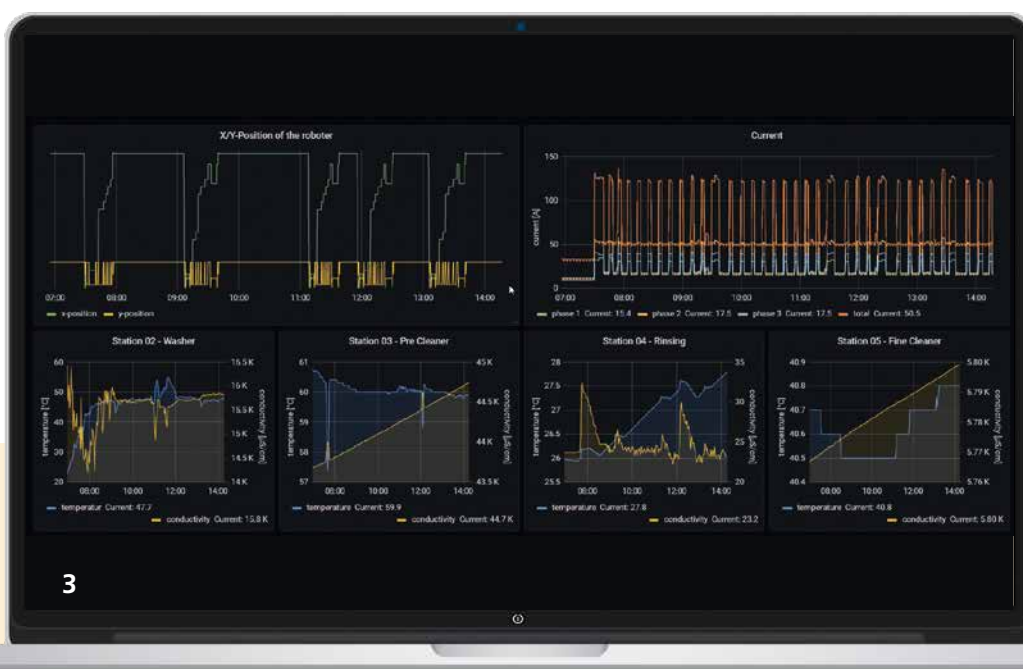 X/Y-Position of the roboter
07:00 08:00 09:00 10:00 11:00 12:00 13:00 14:00
x-position y-position
Current
current [A]
150
100
50
0
07:00 08:00 09:00 10:00 11:00 12:00 13:00 14:00
phase 1 Current: 15.4 phase 2 Current: 17.5 phase 3 Current: 17.5 total Current: 50.5
Station 02 - Washer
temperature [°C]
60
50
40
30
20
16.5 K
16 K
15.5 K
15 K
14.5 K
14 K
conductivity [µS/cm]
08:00 10:00 12:00 14:00
temperatur Current: 47.7
conductivity Current: 15.8 K
Station 03 - Pre Cleaner
temperature [°C]
61
60
59
58
57
45 K
44.5 K
44 K
43.5 K
conductivity [µS/cm]
08:00 10:00 12:00 14:00
temperature Current: 59.9
conductivity Current: 44.7 K
Station 04 - Rinsing
temperature [°C]
28
27.5
27
26.5
26
25.5
35
30
25
20
conductivity [µS/cm]
08:00 10:00 12:00 14:00
temperature Current: 27.8
conductivity Current: 23.2
Station 05 - Fine Cleaner
temperature [°C]
40.9
40.8
40.7
40.6
40.5
40.4
5.80 K
5.79 K
5.78 K
5.77 K
5.76 K
conductivity [µS/cm]
08:00 10:00 12:00 14:00
temperature Current: 40.8
conductivity Current: 5.80 K
3